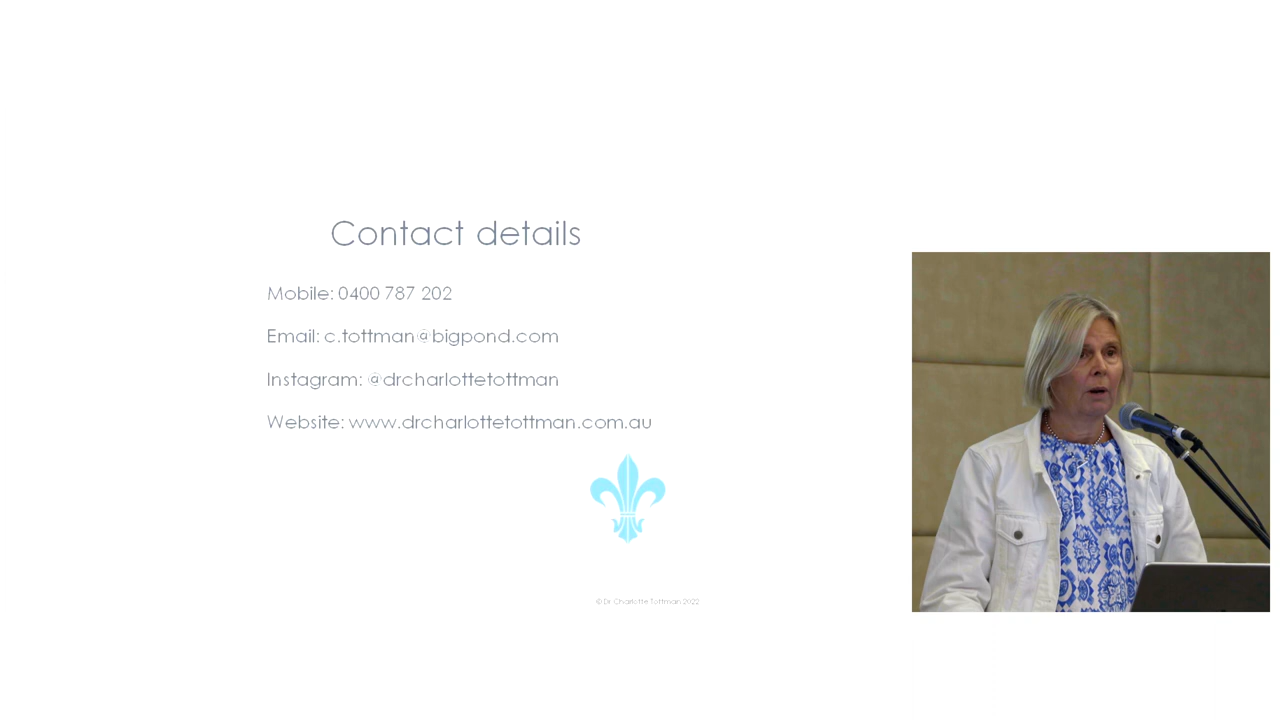 Contact details
Mobile: 0400 787 202
Email: c.tottman@bigpond.com
Instagram: @drcharlottetottman
Website: www.drcharlottetottman.com.au
© Dr Charlotte Tottman 2022